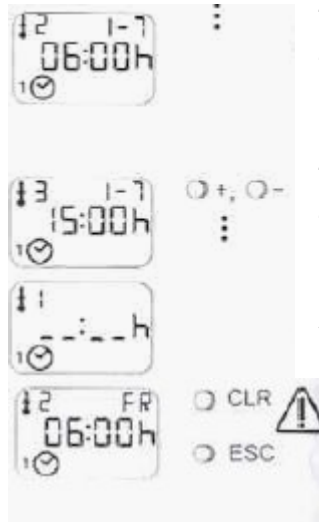 2 1-7
06:00h
1
3 1-7
15:00h
+, -
1
1
--:--h
1
2 FR
06:00h
1
CLR
ESC